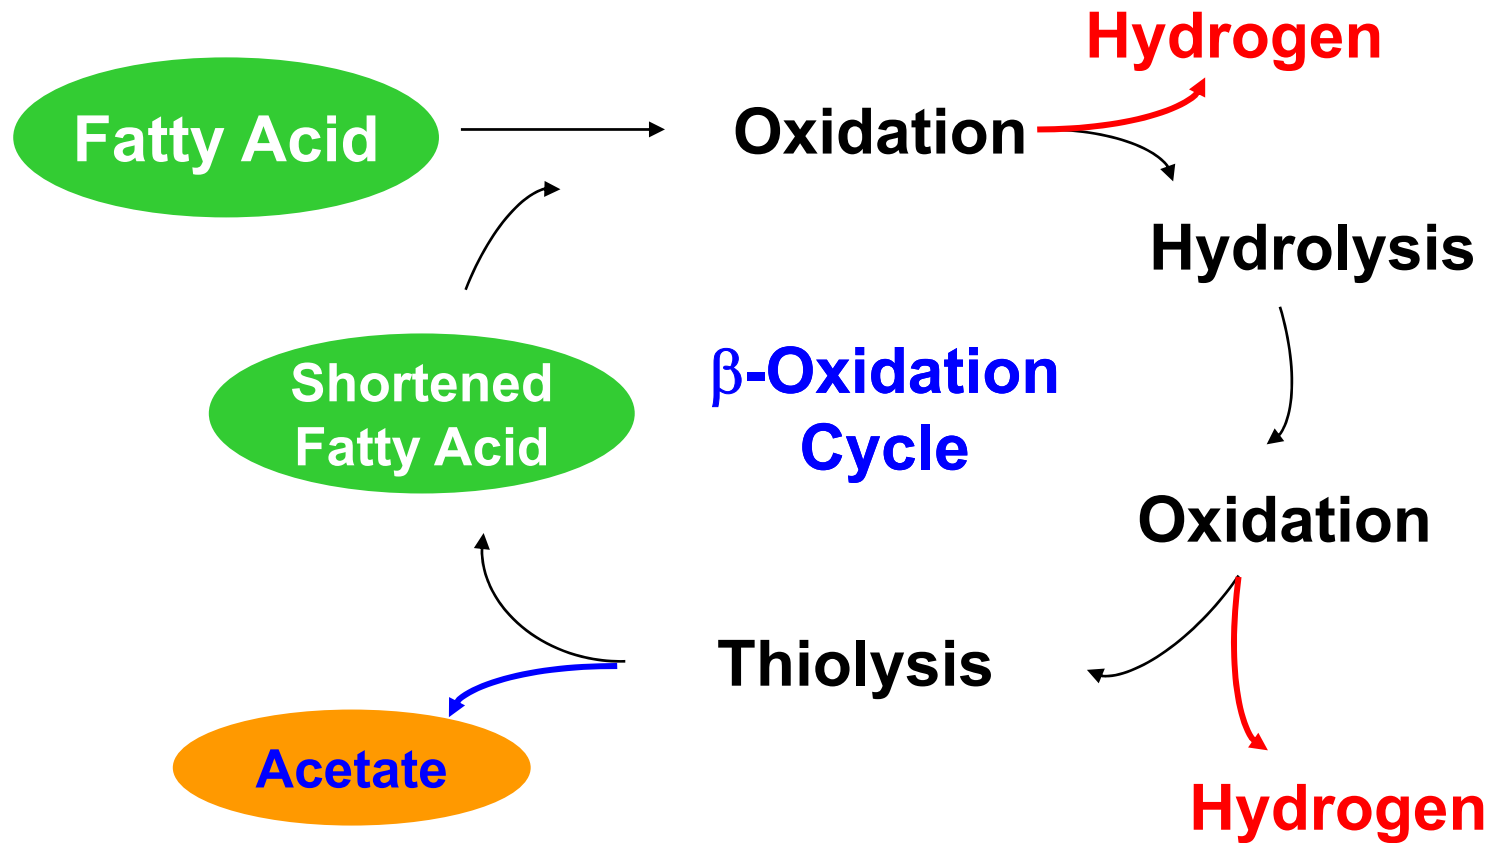 Hydrogen
Fatty Acid
Oxidation
Hydrolysis
Shortened
Fatty Acid
β-Oxidation
Cycle
Oxidation
Thiolysis
Acetate
Hydrogen